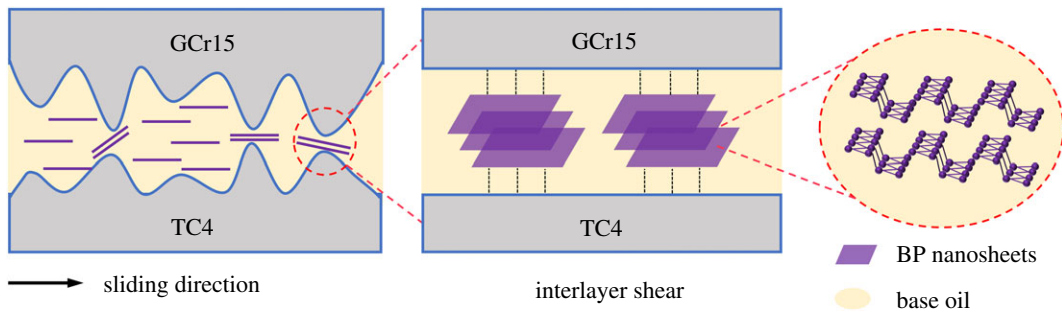 GCr15
TC4
sliding direction
GCr15
TC4
interlayer shear
BP nanosheets
base oil